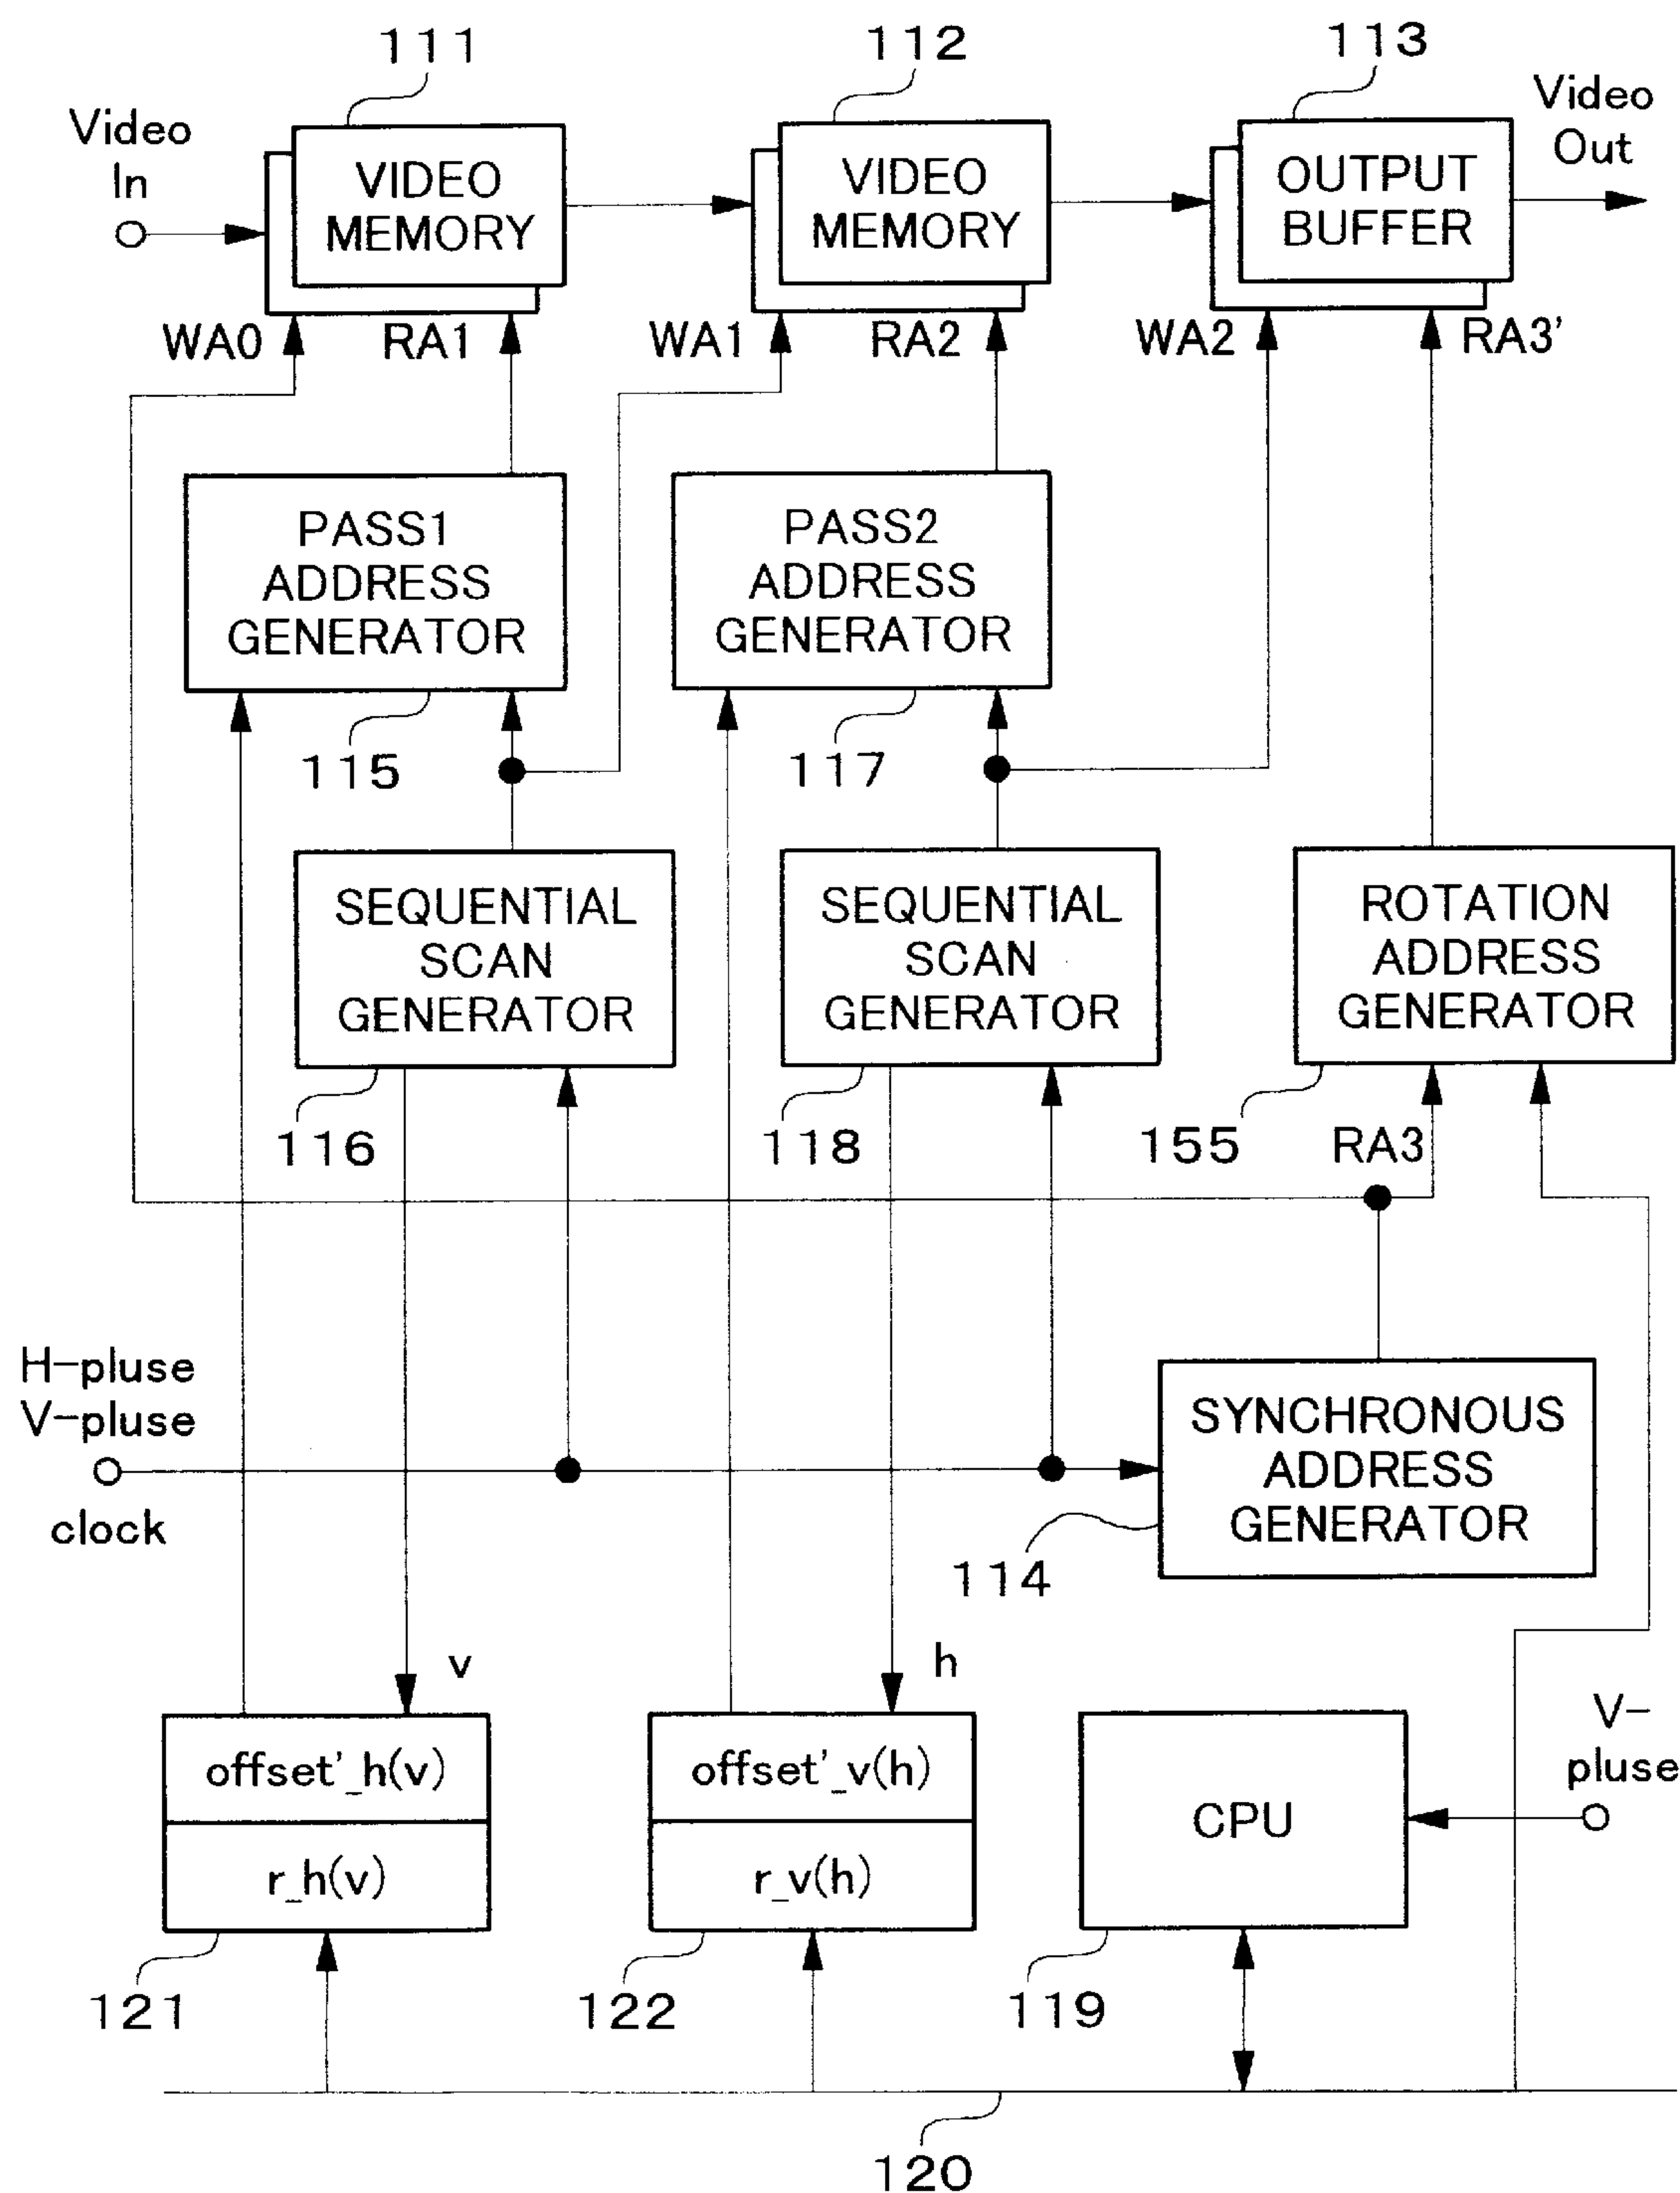 111
112
113
Video
In
Video
Out
VIDEO
MEMORY
VIDEO
MEMORY
OUTPUT
BUFFER
WA0
RA1
WA1
RA2
WA2
RA3'
PASS1
ADDRESS
GENERATOR
PASS2
ADDRESS
GENERATOR
115
117
SEQUENTIAL
SCAN
GENERATOR
SEQUENTIAL
SCAN
GENERATOR
ROTATION
ADDRESS
GENERATOR
116
118
155
RA3
H-pluse
V-pluse
clock
SYNCHRONOUS
ADDRESS
GENERATOR
114
v
h
offset'_h(v)
r_h(v)
offset'_v(h)
r_v(h)
CPU
V-
pluse
121
122
119
120